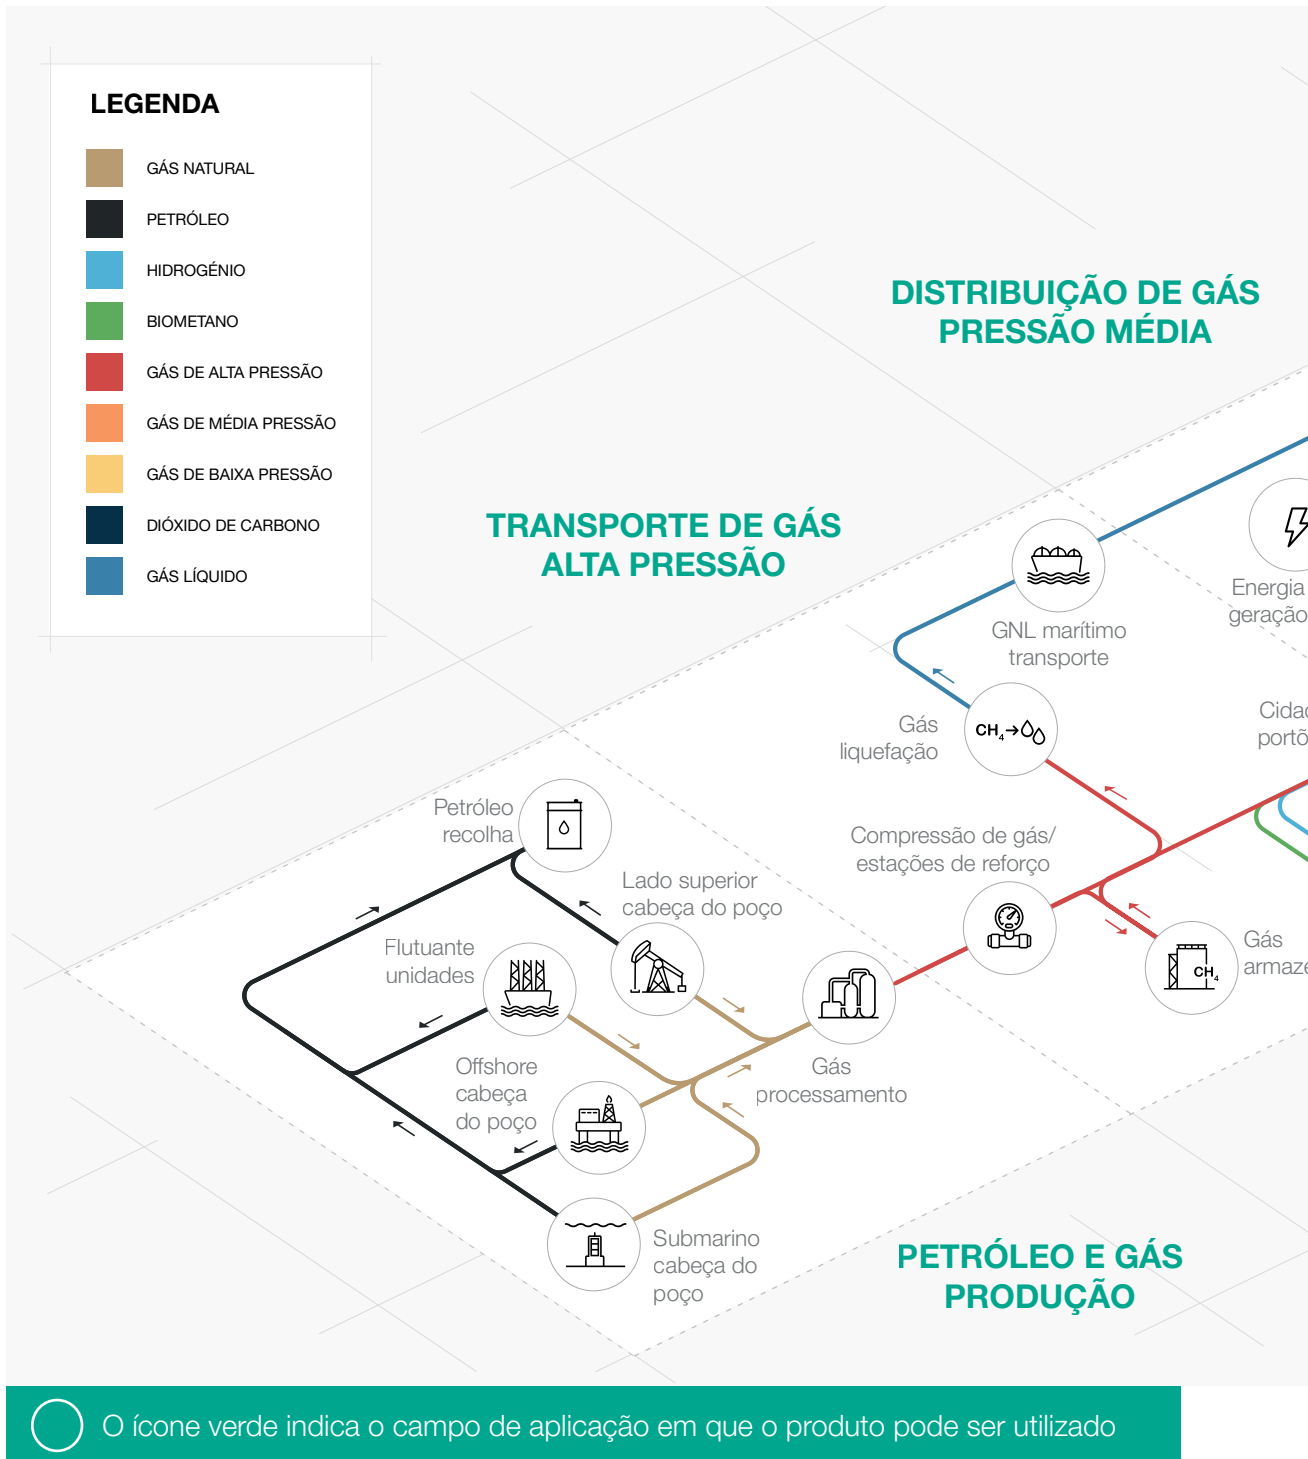 LEGENDA
GÁS NATURAL
PETRÓLEO
HIDROGÉNIO
BIOMETANO
GÁS DE ALTA PRESSÃO
GÁS DE MÉDIA PRESSÃO
GÁS DE BAIXA PRESSÃO
DIÓXIDO DE CARBONO
GÁS LÍQUIDO
DISTRIBUIÇÃO DE GÁS
PRESSÃO MÉDIA
TRANSPORTE DE GÁS
ALTA PRESSÃO
Energia
geração
GNL marítimo
transporte
Gás
liquefação
CH₄→
Petróleo
recolha
Compressão de gás/
estações de reforço
Lado superior
cabeça do poço
Flutuante
unidades
Gás
CH₄
Offshore
cabeça
do poço
Gás
processamento
Submarino
cabeça do
poço
PETRÓLEO E GÁS
PRODUÇÃO
O ícone verde indica o campo de aplicação em que o produto pode ser utilizado